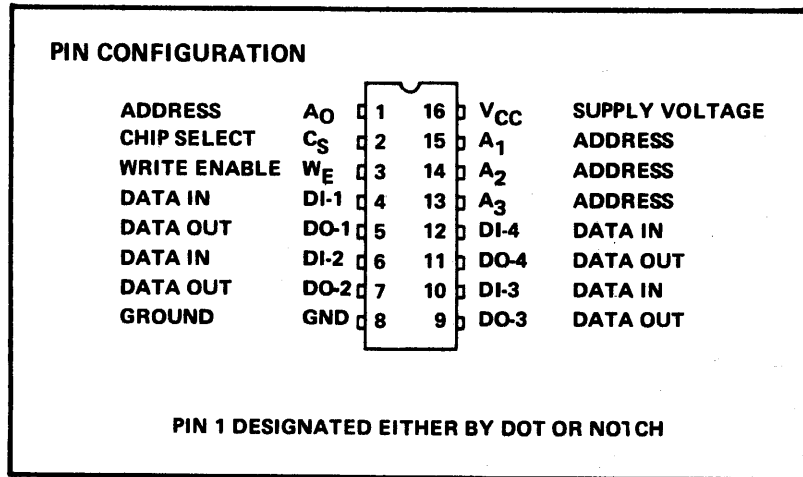 PIN CONFIGURATION
ADDRESS A0 1 16 VCC SUPPLY VOLTAGE
CHIP SELECT CS 2 15 A1 ADDRESS
WRITE ENABLE WE 3 14 A2 ADDRESS
DATA IN DI-1 4 13 A3 ADDRESS
DATA OUT DO-1 5 12 DI-4 DATA IN
DATA IN DI-2 6 11 DO-4 DATA OUT
DATA OUT DO-2 7 10 DI-3 DATA IN
GROUND GND 8 9 DO-3 DATA OUT
PIN 1 DESIGNATED EITHER BY DOT OR NOTCH